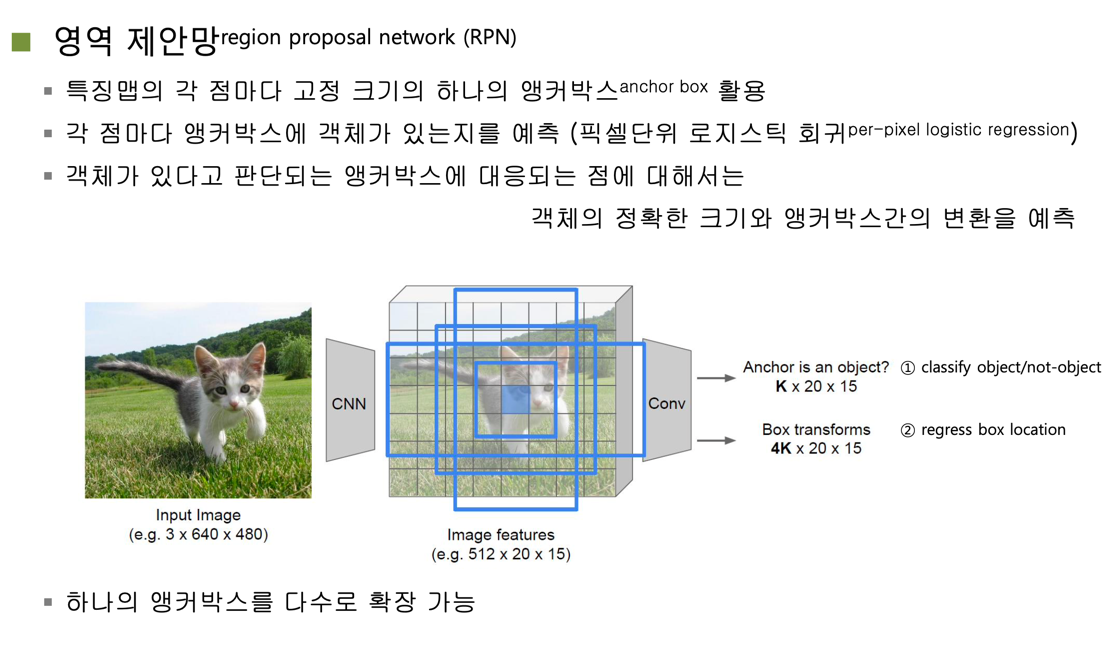 영역 제안망region proposal network (RPN)
특징맵의 각 점마다 고정 크기의 하나의 앵커박스anchor box 활용
각 점마다 앵커박스에 객체가 있는지를 예측 (픽셀단위 로지스틱 회귀per-pixel logistic regression)
객체가 있다고 판단되는 앵커박스에 대응되는 점에 대해서는
객체의 정확한 크기와 앵커박스간의 변환을 예측
CNN
Conv
Anchor is an object? ① classify object/not-object
K x 20 x 15
Box transforms ② regress box location
4K x 20 x 15
Input Image
(e.g. 3 x 640 x 480)
Image features
(e.g. 512 x 20 x 15)
하나의 앵커박스를 다수로 확장 가능